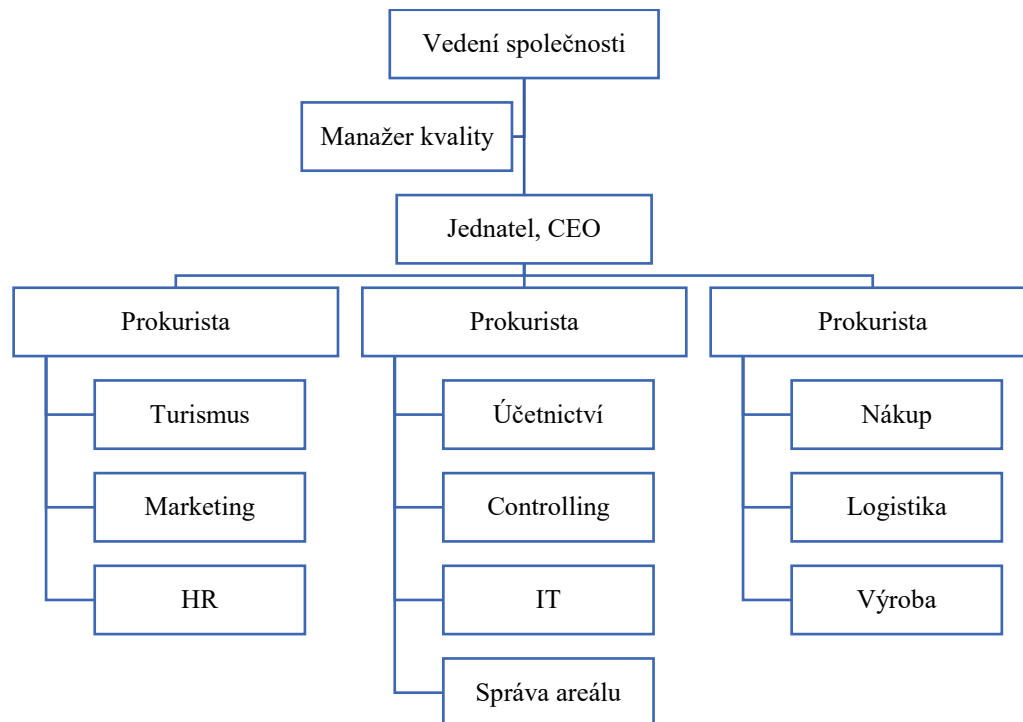 Vedení společnosti
Manažer kvality
Jednatel, CEO
Prokurista
Prokurista
Prokurista
Turismus
Účetnictví
Nákup
Marketing
Controlling
Logistika
HR
IT
Výroba
Správa areálu